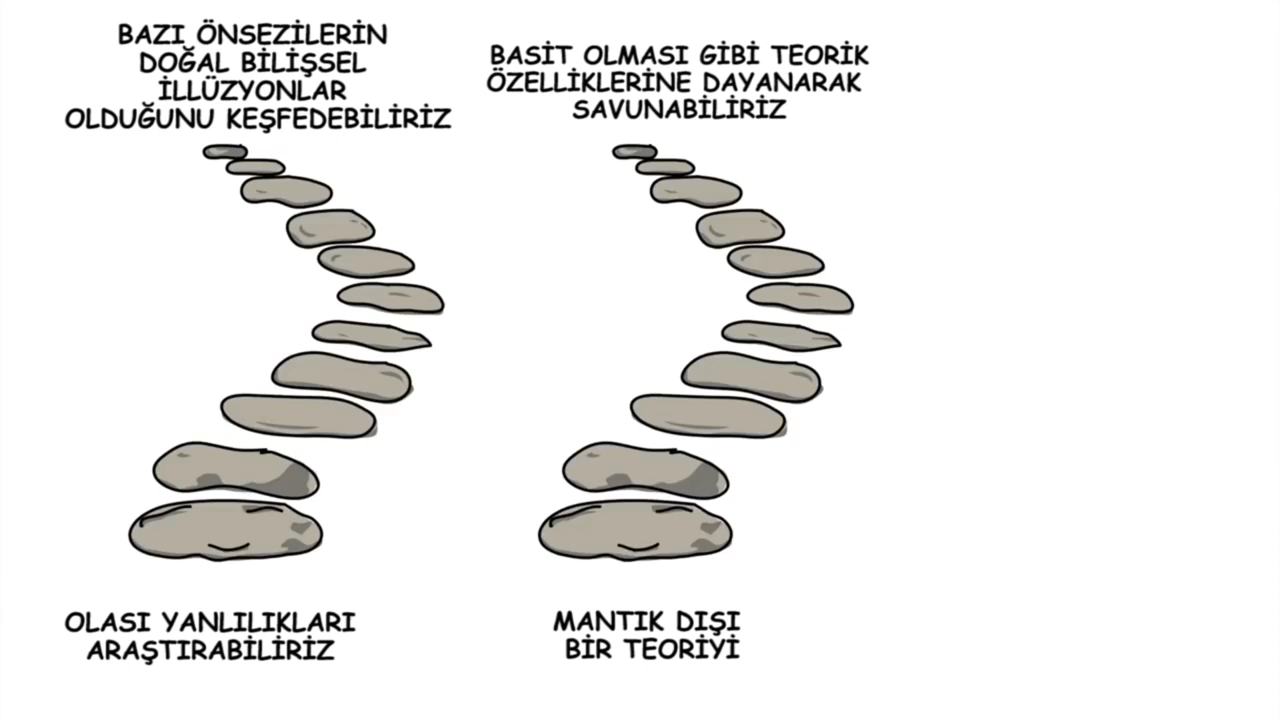 BAZI ÖNSEZİLERİN
DOĞAL BİLİŞSEL
İLLÜZYONLAR
OLDUĞUNU KEŞFEDEBİLİRİZ
BASİT OLMASI GİBİ TEORİK
ÖZELLİKLERİNE DAYANARAK
SAVUNABİLİRİZ
OLASI YANLILIKLARI
ARAŞTIRABİLİRİZ
MANTIK DIŞI
BİR TEORİYİ